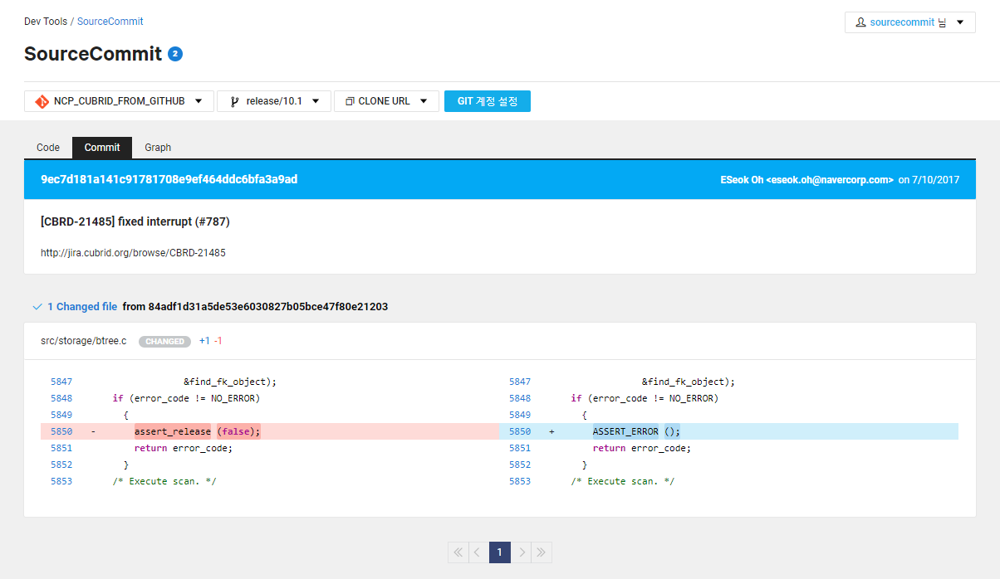 Dev Tools / SourceCommit
sourcecommit 님
SourceCommit 2
NCP_CUBRID_FROM_GITHUB release/10.1 CLONE URL GIT 계정 설정
Code Commit Graph
9ec7d181a141c91781708e9ef464ddc6bfa3a9ad ESeok Oh <eseok.oh@navercorp.com> on 7/10/2017
[CBRD-21485] fixed interrupt (#787)
http://jira.cubrid.org/browse/CBRD-21485
1 Changed file from 84adf1d31a5de53e6030827b05bce47f80e21203
src/storage/btree.c CHANGED +1 -1
5847 &find_fk_object); 5847 &find_fk_object);
5848 if (error_code != NO_ERROR) 5848 if (error_code != NO_ERROR)
5849 { 5849 {
5850 - assert_release (false); 5850 + ASSERT_ERROR ();
5851 return error_code; 5851 return error_code;
5852 } 5852 }
5853 /* Execute scan. */ 5853 /* Execute scan. */
1